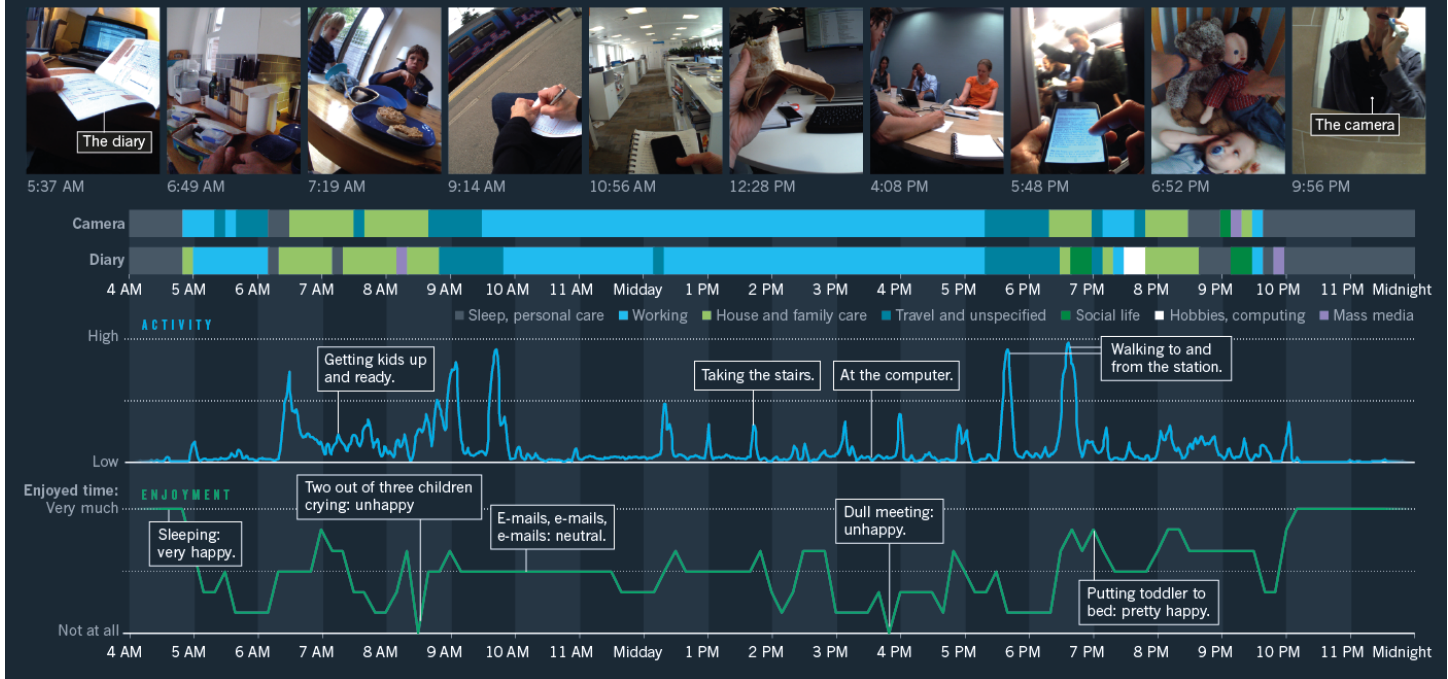 The diary
The camera
5:37 AM
6:49 AM
7:19 AM
9:14 AM
10:56 AM
12:28 PM
4:08 PM
5:48 PM
6:52 PM
9:56 PM
Camera
Diary
4 AM 5 AM 6 AM 7 AM 8 AM 9 AM 10 AM 11 AM Midday 1 PM 2 PM 3 PM 4 PM 5 PM 6 PM 7 PM 8 PM 9 PM 10 PM 11 PM Midnight
Sleep, personal care Working House and family care Travel and unspecified Social life Hobbies, computing Mass media
ACTIVITY
High
Low
Getting kids up
and ready.
Taking the stairs.
At the computer.
Walking to and
from the station.
Enjoyed time:
Very much
ENJOYMENT
Not at all
Sleeping:
very happy.
Two out of three children
crying: unhappy
E-mails, e-mails,
e-mails: neutral.
Dull meeting:
unhappy.
Putting toddler to
bed: pretty happy.
4 AM 5 AM 6 AM 7 AM 8 AM 9 AM 10 AM 11 AM Midday 1 PM 2 PM 3 PM 4 PM 5 PM 6 PM 7 PM 8 PM 9 PM 10 PM 11 PM Midnight